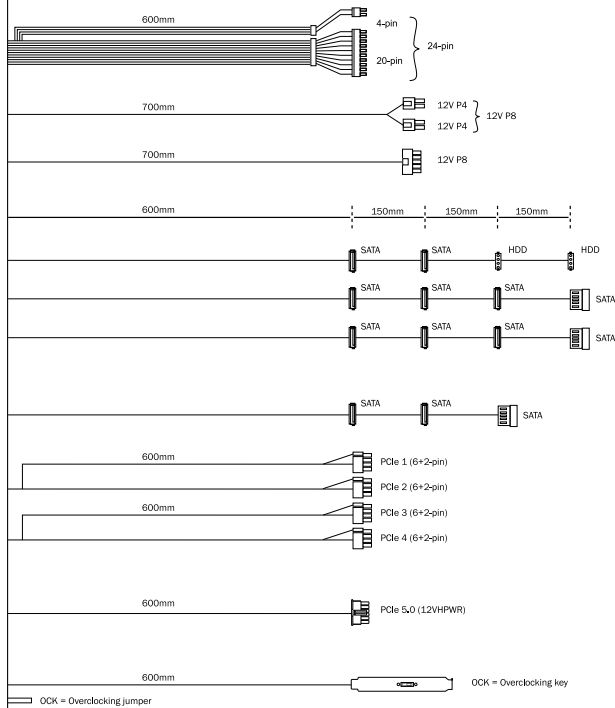 600mm
4-pin
24-pin
20-pin
700mm
12V P4
12V P8
12V P4
700mm
12V P8
600mm
150mm
150mm
150mm
SATA
SATA
HDD
HDD
SATA
SATA
SATA
SATA
SATA
SATA
SATA
SATA
SATA
SATA
SATA
600mm
PCIe 1 (6+2-pin)
PCIe 2 (6+2-pin)
600mm
PCIe 3 (6+2-pin)
PCIe 4 (6+2-pin)
600mm
PCIe 5.0 (12VHPWR)
600mm
OCK = Overclocking key
OCK = Overclocking jumper